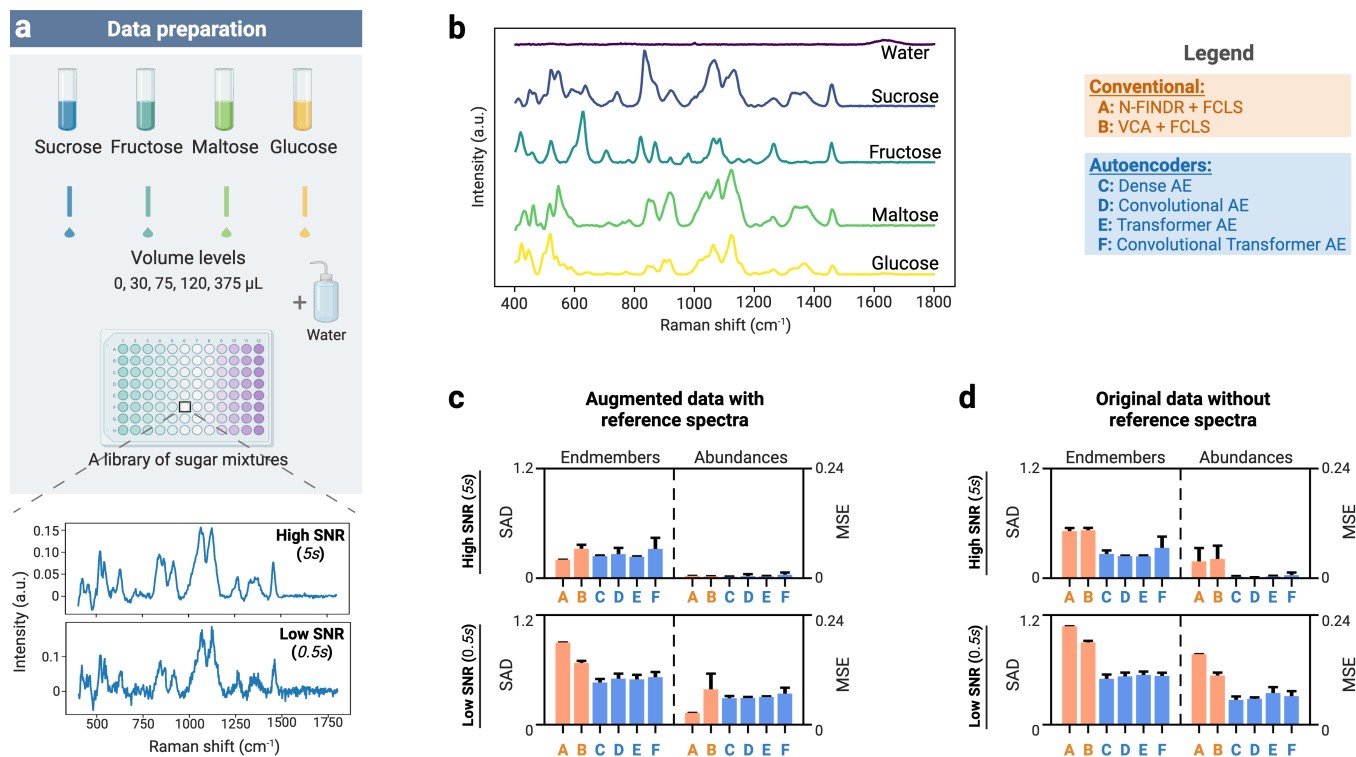 a
Data preparation
Sucrose Fructose Maltose Glucose
Volume levels
0, 30, 75, 120, 375 µL
+
Water
A library of sugar mixtures
High SNR
(5s)
0.15
0.10
0.05
0
Low SNR
(0.5s)
0.1
0
Intensity (a.u.)
500 750 1000 1250 1500 1750
Raman shift (cm⁻¹)
b
Water
Sucrose
Fructose
Maltose
Glucose
Intensity (a.u.)
400 600 800 1000 1200 1400 1600 1800
Raman shift (cm⁻¹)
Legend
Conventional:
A: N-FINDR + FCLS
B: VCA + FCLS
Autoencoders:
C: Dense AE
D: Convolutional AE
E: Transformer AE
F: Convolutional Transformer AE
c
Augmented data with
reference spectra
Endmembers Abundances
High SNR (5s)
SAD
1.2
0
0.24
0
MSE
A B C D E F A B C D E F
Low SNR (0.5s)
SAD
1.2
0
0.24
0
MSE
A B C D E F A B C D E F
d
Original data without
reference spectra
Endmembers Abundances
High SNR (5s)
SAD
1.2
0
0.24
0
MSE
A B C D E F A B C D E F
Low SNR (0.5s)
SAD
1.2
0
0.24
0
MSE
A B C D E F A B C D E F